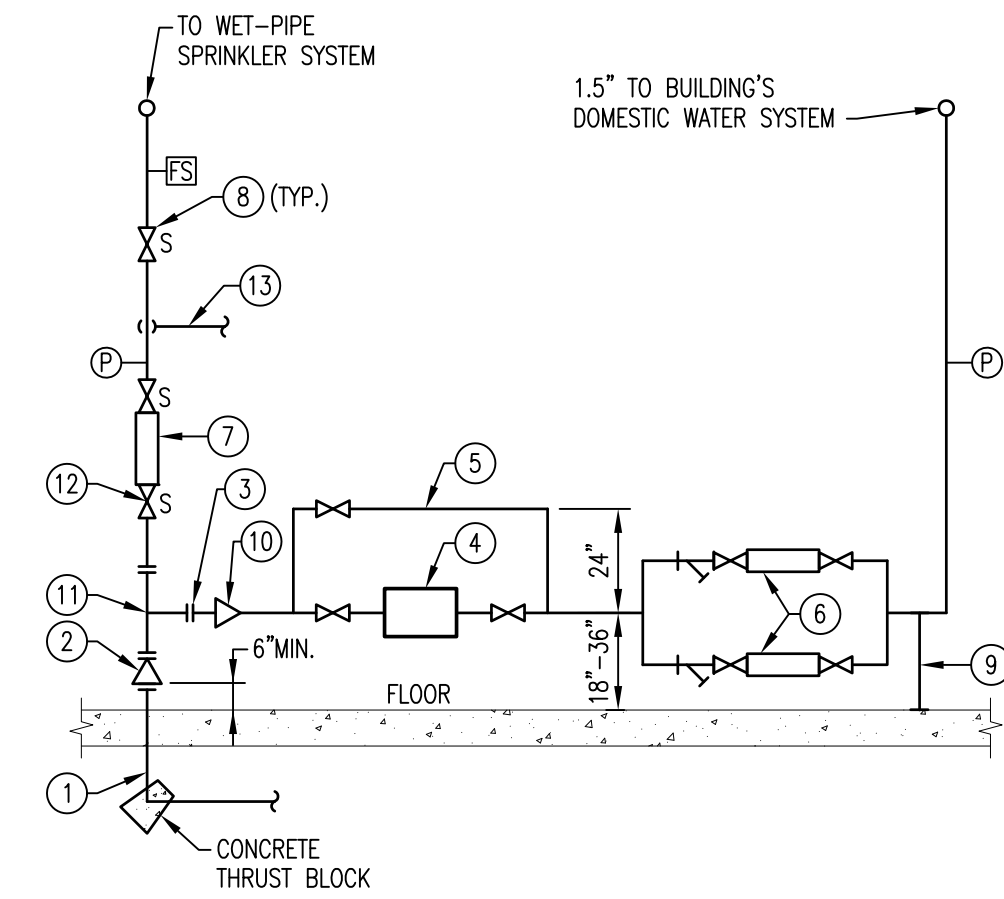 TO WET-PIPE
SPRINKLER SYSTEM
1.5" TO BUILDING'S
DOMESTIC WATER SYSTEM
FS
8 (TYP.)
S
13
P
P
S
7
12
S
3
5
10
4
24"
11
6
2
6"MIN.
18"-36"
9
FLOOR
1
CONCRETE
THRUST BLOCK